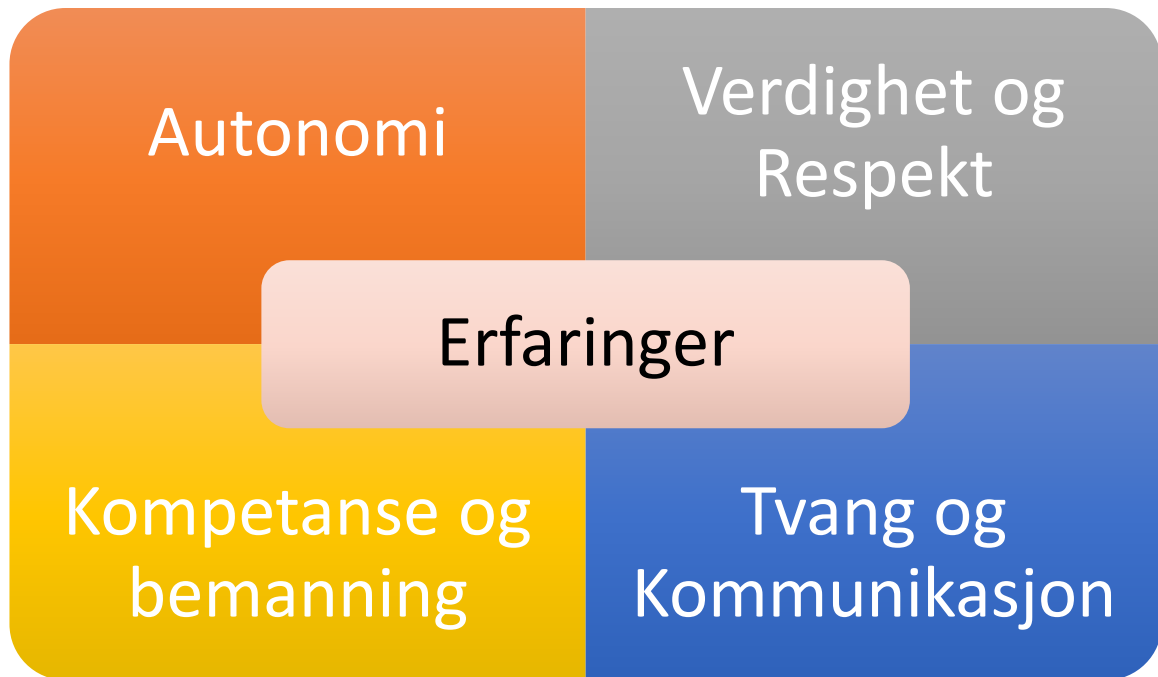 Autonomi
Verdighet og
Respekt
Erfaringer
Kompetanse og
bemanning
Tvang og
Kommunikasjon